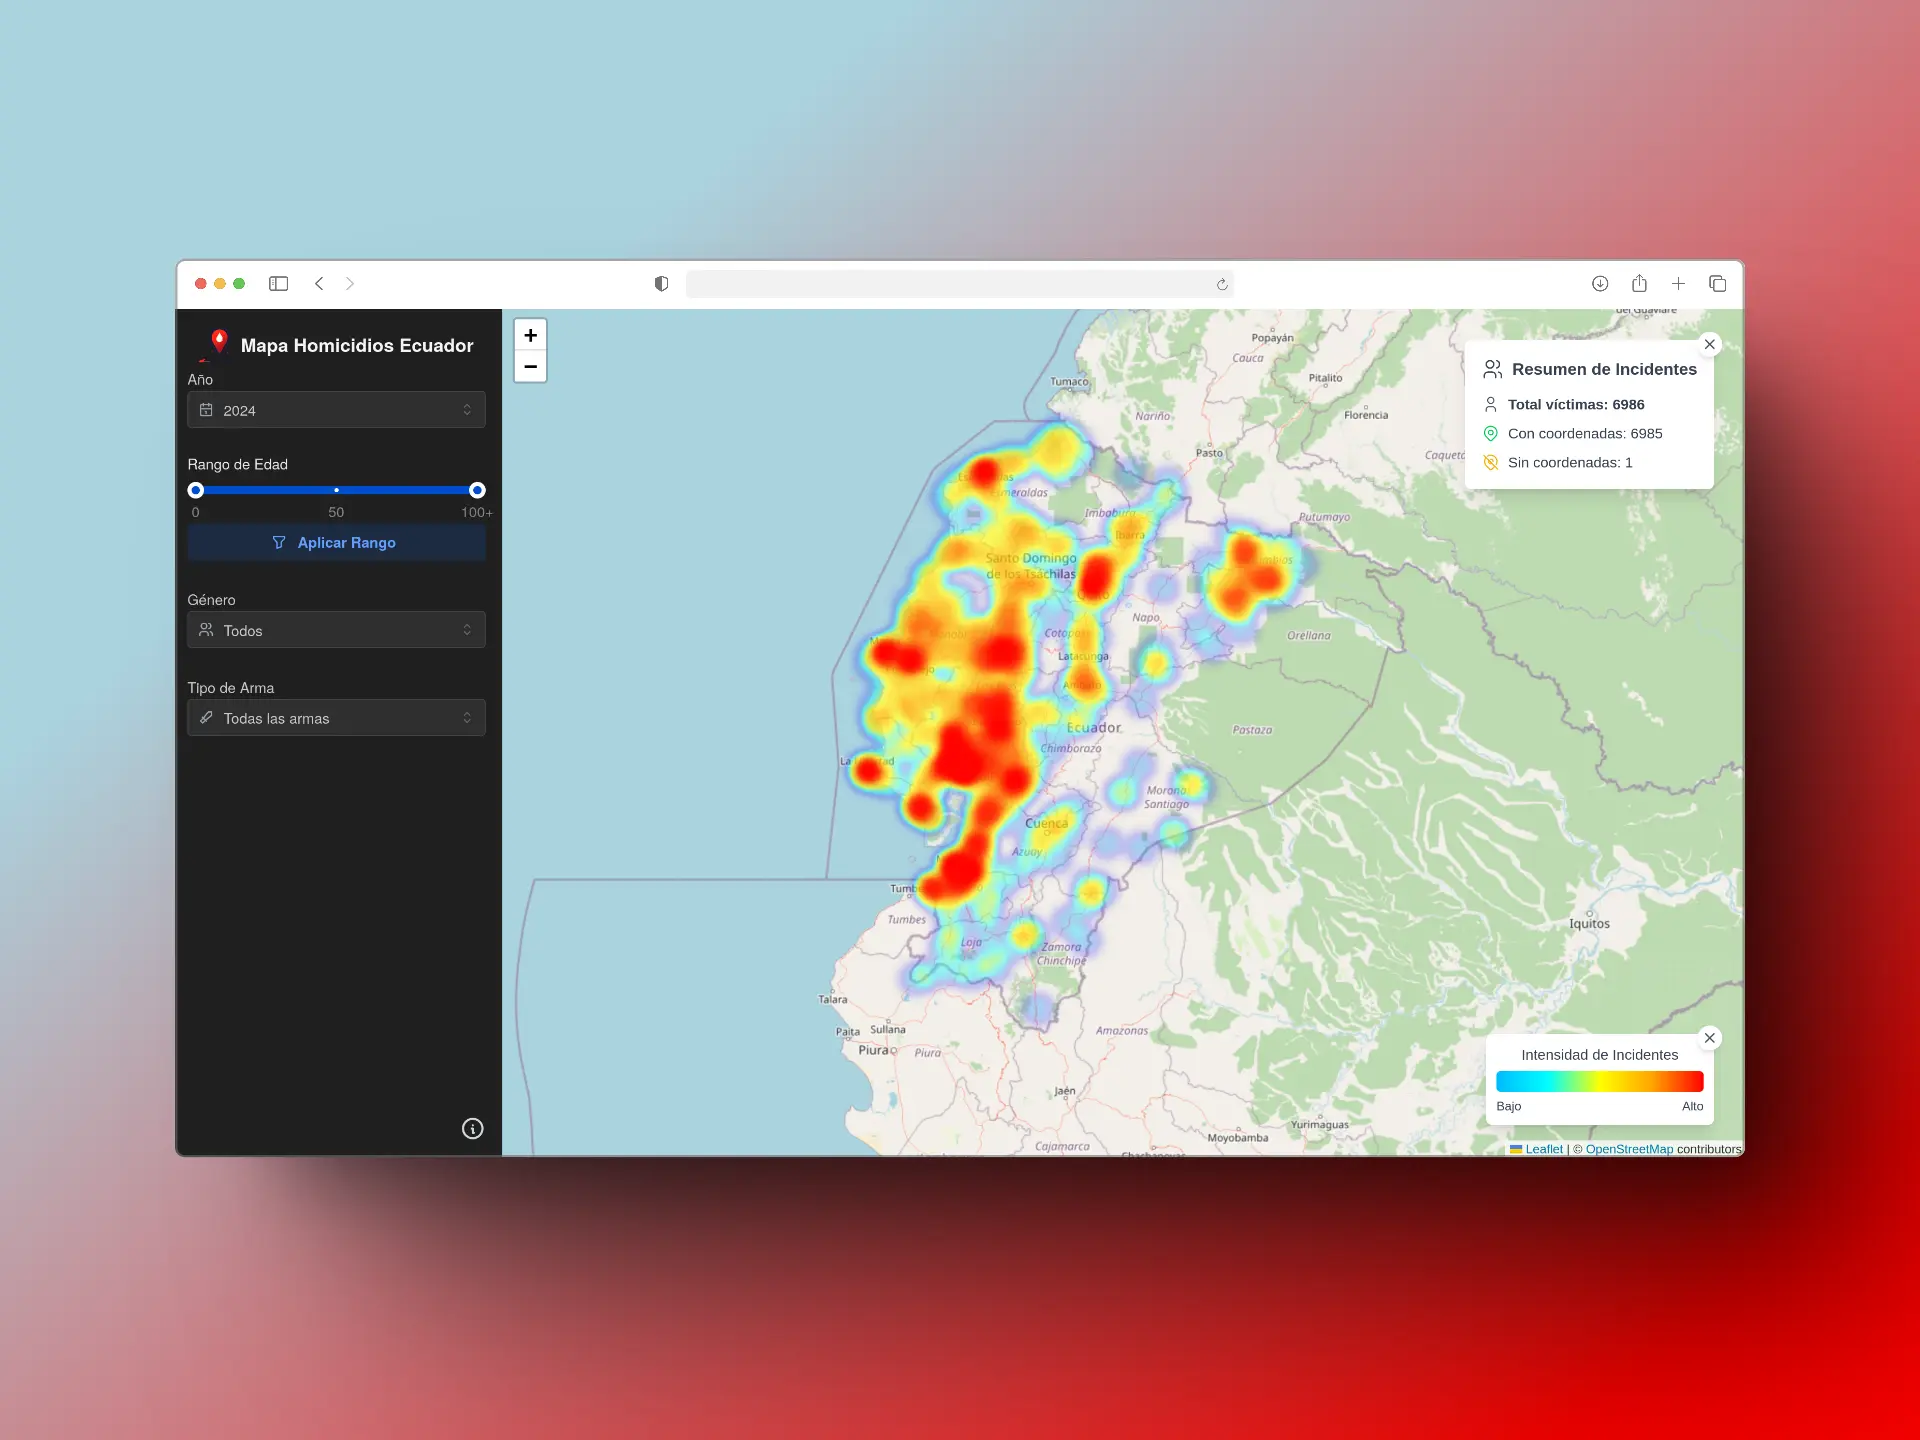 Mapa Homicidios Ecuador
Año
2024
Rango de Edad
0 50 100+
Aplicar Rango
Género
Todos
Tipo de Arma
Todas las armas
+
−
Resumen de Incidentes
Total víctimas: 6986
Con coordenadas: 6985
Sin coordenadas: 1
del Guaviare
Popayán
Cauca
Pitalito
Tumaco
Nariño
Florencia
Pasto
Caquetá
Esmeraldas
Imbabura
Putumayo
Ibarra
Santo Domingo
de los Tsáchilas
Quito
Napo
Orellana
Cotopaxi
Latacunga
Ambato
Ecuador
Pastaza
Chimborazo
Morona
Santiago
Cuenca
Azuay
Tumbes
Loja
Zamora
Chinchipe
Iquitos
Talara
Paita
Sullana
Piura
Piura
Amazonas
Jaén
Yurimaguas
Moyobamba
Cajamarca
Chachapoyas
Intensidad de Incidentes
Bajo Alto
Leaflet | © OpenStreetMap contributors